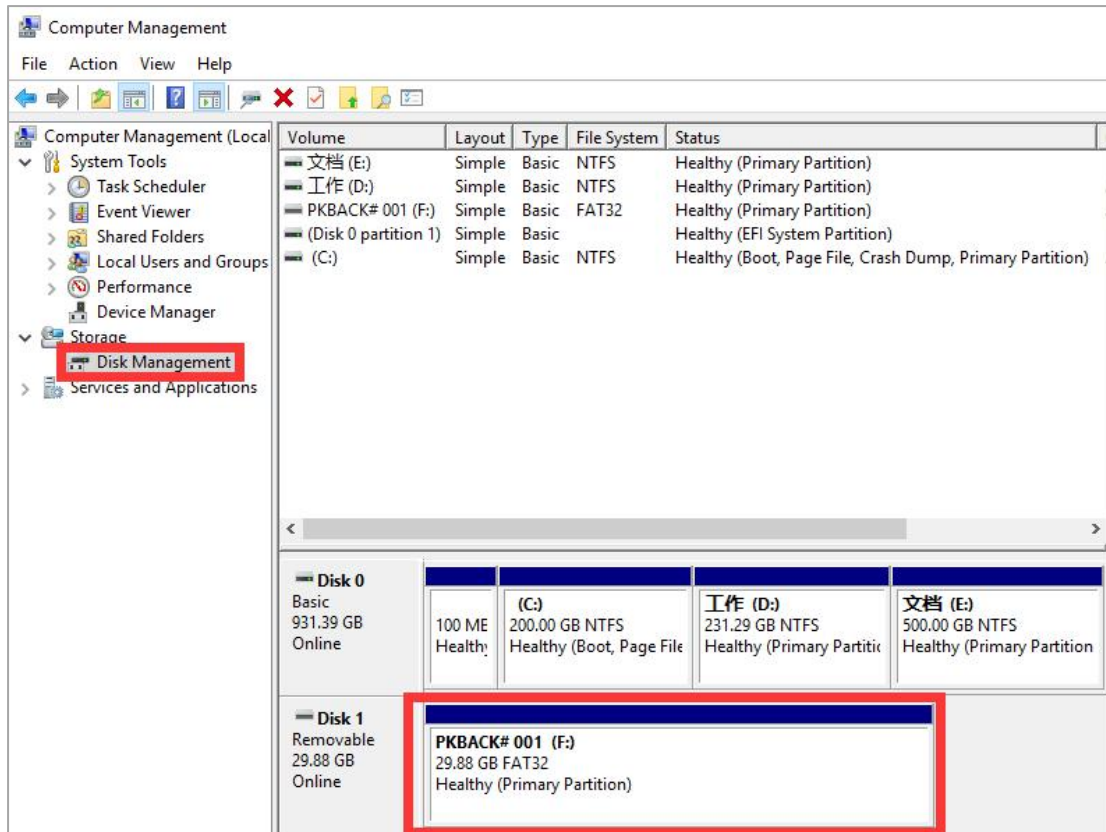 Computer Management
File Action View Help
Computer Management (Local
System Tools
Task Scheduler
Event Viewer
Shared Folders
Local Users and Groups
Performance
Device Manager
Storage
Disk Management
Services and Applications
Volume Layout Type File System Status
文档 (E:) Simple Basic NTFS Healthy (Primary Partition)
工作 (D:) Simple Basic NTFS Healthy (Primary Partition)
PKBACK# 001 (F:) Simple Basic FAT32 Healthy (Primary Partition)
(Disk 0 partition 1) Simple Basic Healthy (EFI System Partition)
(C:) Simple Basic NTFS Healthy (Boot, Page File, Crash Dump, Primary Partition)
Disk 0
Basic
931.39 GB
Online
100 ME
Healthy
(C:)
200.00 GB NTFS
Healthy (Boot, Page File
工作 (D:)
231.29 GB NTFS
Healthy (Primary Partitic
文档 (E:)
500.00 GB NTFS
Healthy (Primary Partition
Disk 1
Removable
29.88 GB
Online
PKBACK# 001 (F:)
29.88 GB FAT32
Healthy (Primary Partition)